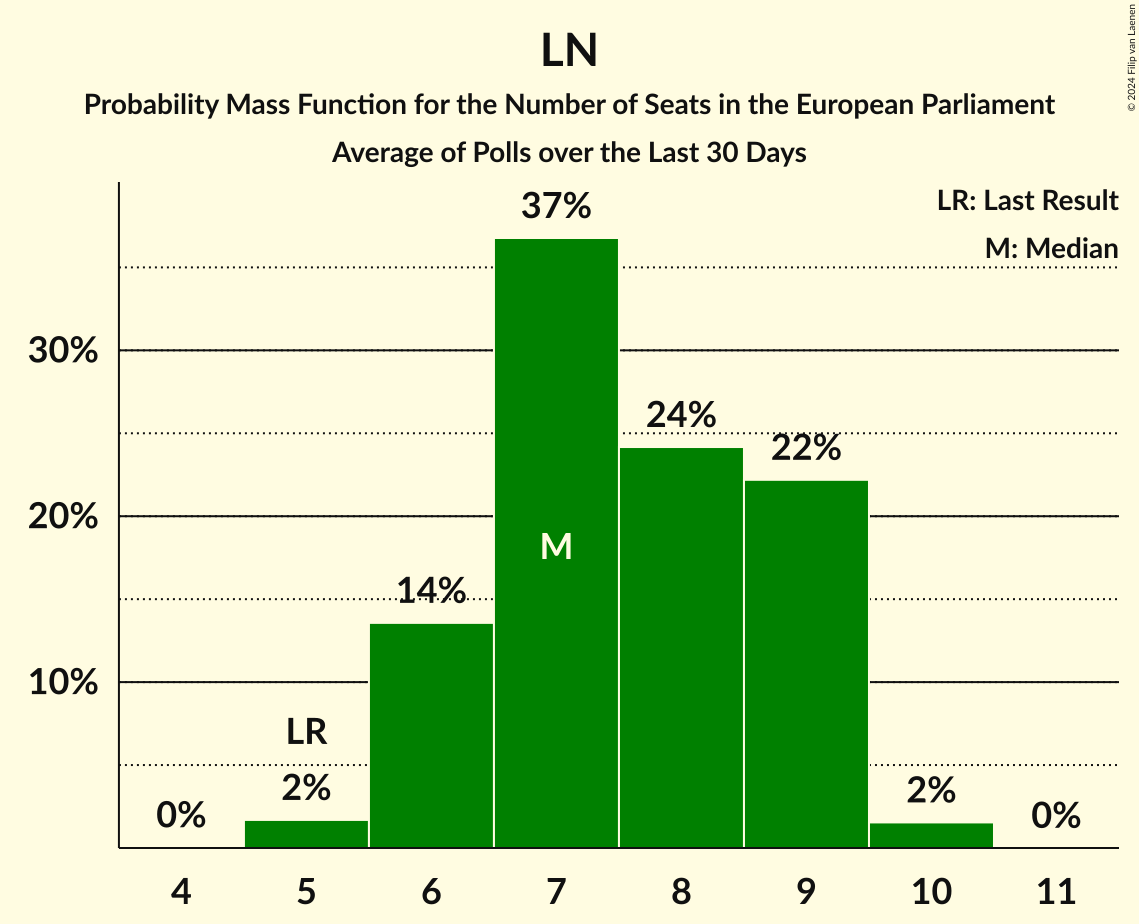 LN
Probability Mass Function for the Number of Seats in the European Parliament
Average of Polls over the Last 30 Days
© 2024 Filip van Laenen
LR: Last Result
M: Median
37%
30%
24%
22%
20%
M
14%
10%
LR
2%
2%
0%
0%
4 5 6 7 8 9 10 11